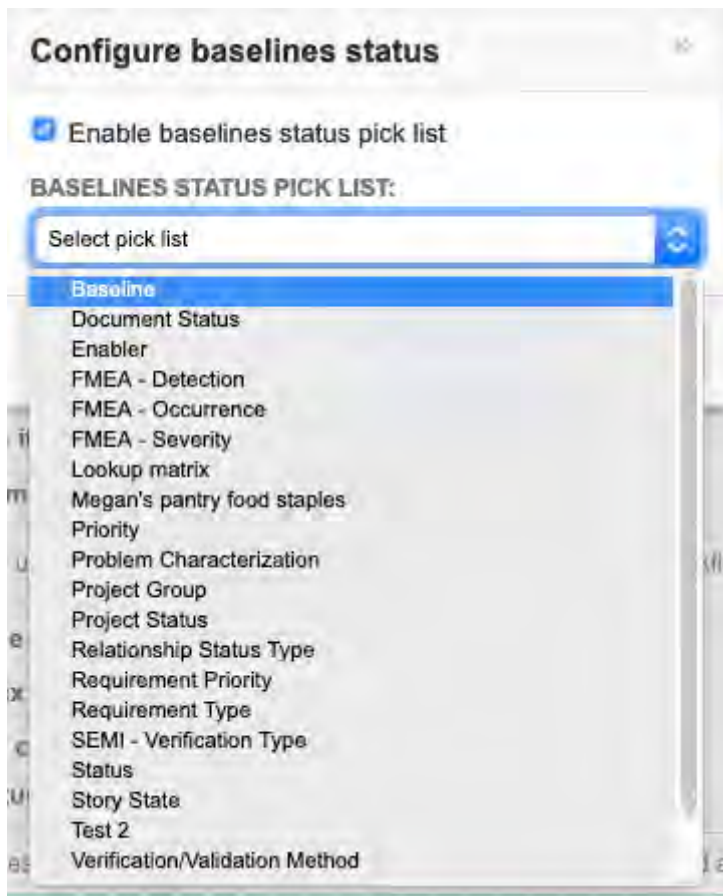 Configure baselines status
Enable baselines status pick list
BASELINES STATUS PICK LIST:
Select pick list
Baseline
Document Status
Enabler
FMEA - Detection
FMEA - Occurrence
FMEA - Severity
Lookup matrix
Megan's pantry food staples
Priority
Problem Characterization
Project Group
Project Status
Relationship Status Type
Requirement Priority
Requirement Type
SEMI - Verification Type
Status
Story State
Test 2
Verification/Validation Method